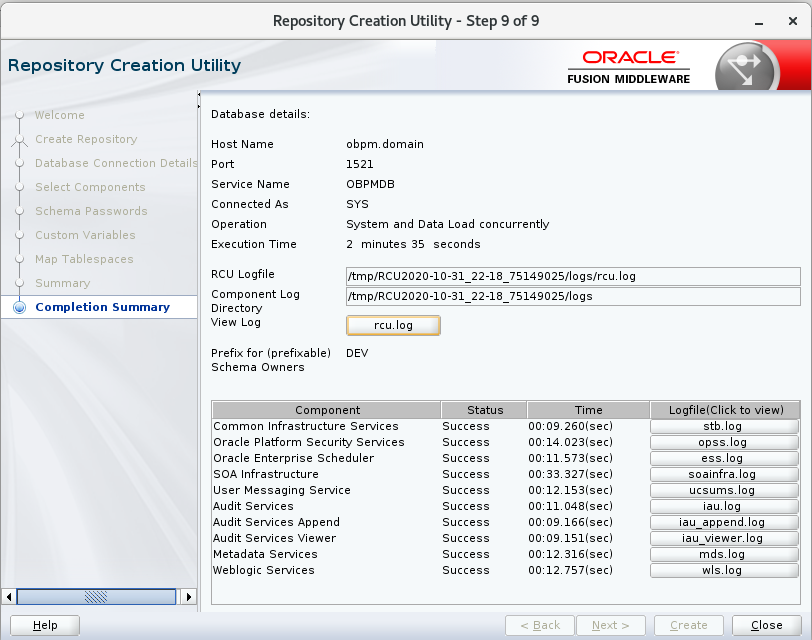 Repository Creation Utility - Step 9 of 9
Repository Creation Utility
ORACLE
FUSION MIDDLEWARE
Welcome
Create Repository
Database Connection Details
Select Components
Schema Passwords
Custom Variables
Map Tablespaces
Summary
Completion Summary
Database details:
Host Name obpm.domain
Port 1521
Service Name OBPMDB
Connected As SYS
Operation System and Data Load concurrently
Execution Time 2 minutes 35 seconds
RCU Logfile /tmp/RCU2020-10-31_22-18_75149025/logs/rcu.log
Component Log /tmp/RCU2020-10-31_22-18_75149025/logs
Directory
View Log rcu.log
Prefix for (prefixable) DEV
Schema Owners
Component Status Time Logfile(Click to view)
Common Infrastructure Services Success 00:09.260(sec) stb.log
Oracle Platform Security Services Success 00:14.023(sec) opss.log
Oracle Enterprise Scheduler Success 00:11.573(sec) ess.log
SOA Infrastructure Success 00:33.327(sec) soainfra.log
User Messaging Service Success 00:12.153(sec) ucsums.log
Audit Services Success 00:11.048(sec) iau.log
Audit Services Append Success 00:09.166(sec) iau_append.log
Audit Services Viewer Success 00:09.151(sec) iau_viewer.log
Metadata Services Success 00:12.316(sec) mds.log
Weblogic Services Success 00:12.757(sec) wls.log
Help < Back Next > Create Close